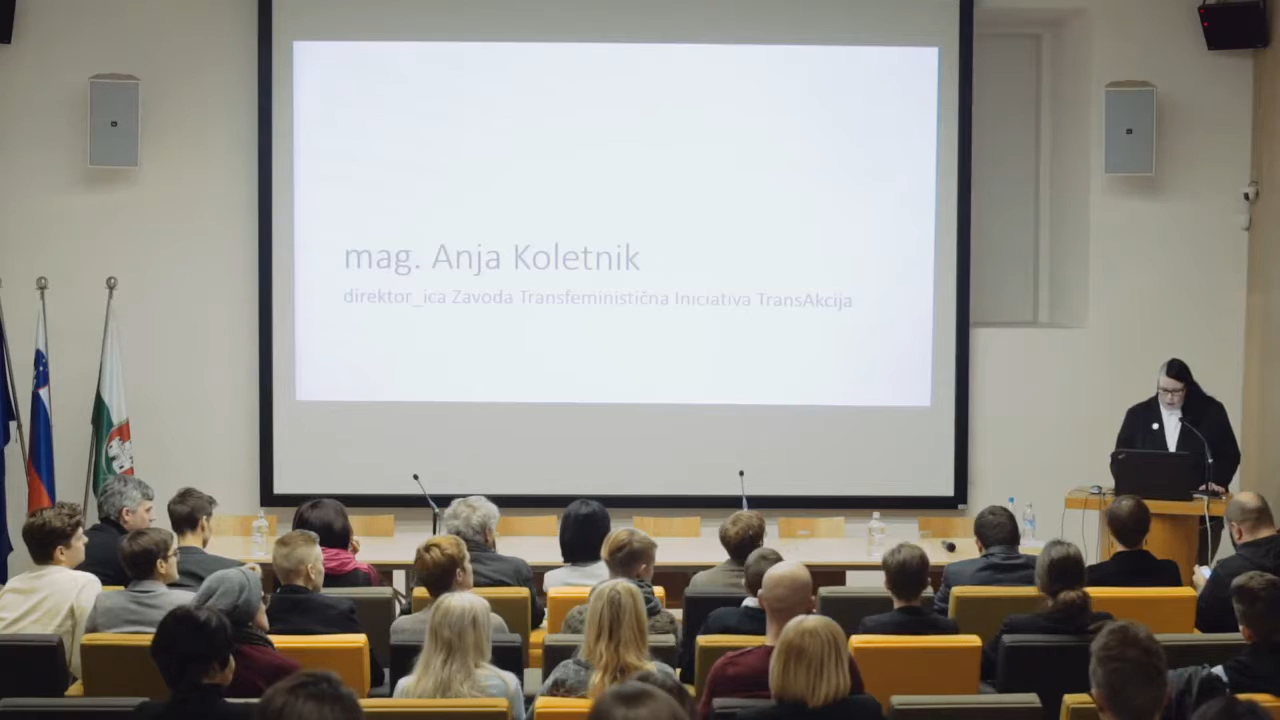 mag. Anja Koletnik
direktor_ica Zavoda Transfeministična Iniciativa TransAkcija